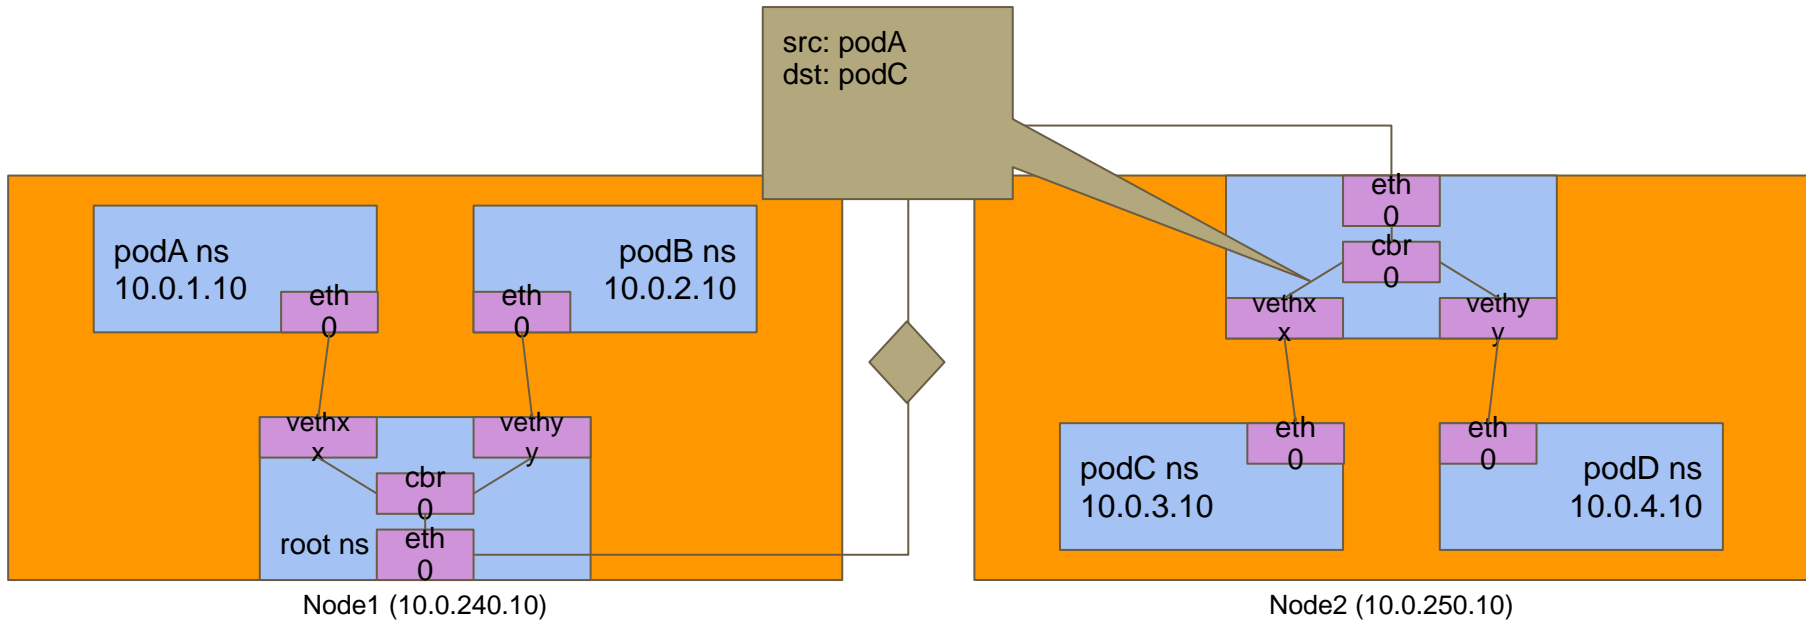 src: podA
dst: podC
podA ns
10.0.1.10
eth
0
podB ns
10.0.2.10
eth
0
vethx
x
vethy
y
cbr
0
root ns
eth
0
Node1 (10.0.240.10)
eth
0
cbr
0
vethx
x
vethy
y
podC ns
10.0.3.10
eth
0
podD ns
10.0.4.10
eth
0
Node2 (10.0.250.10)